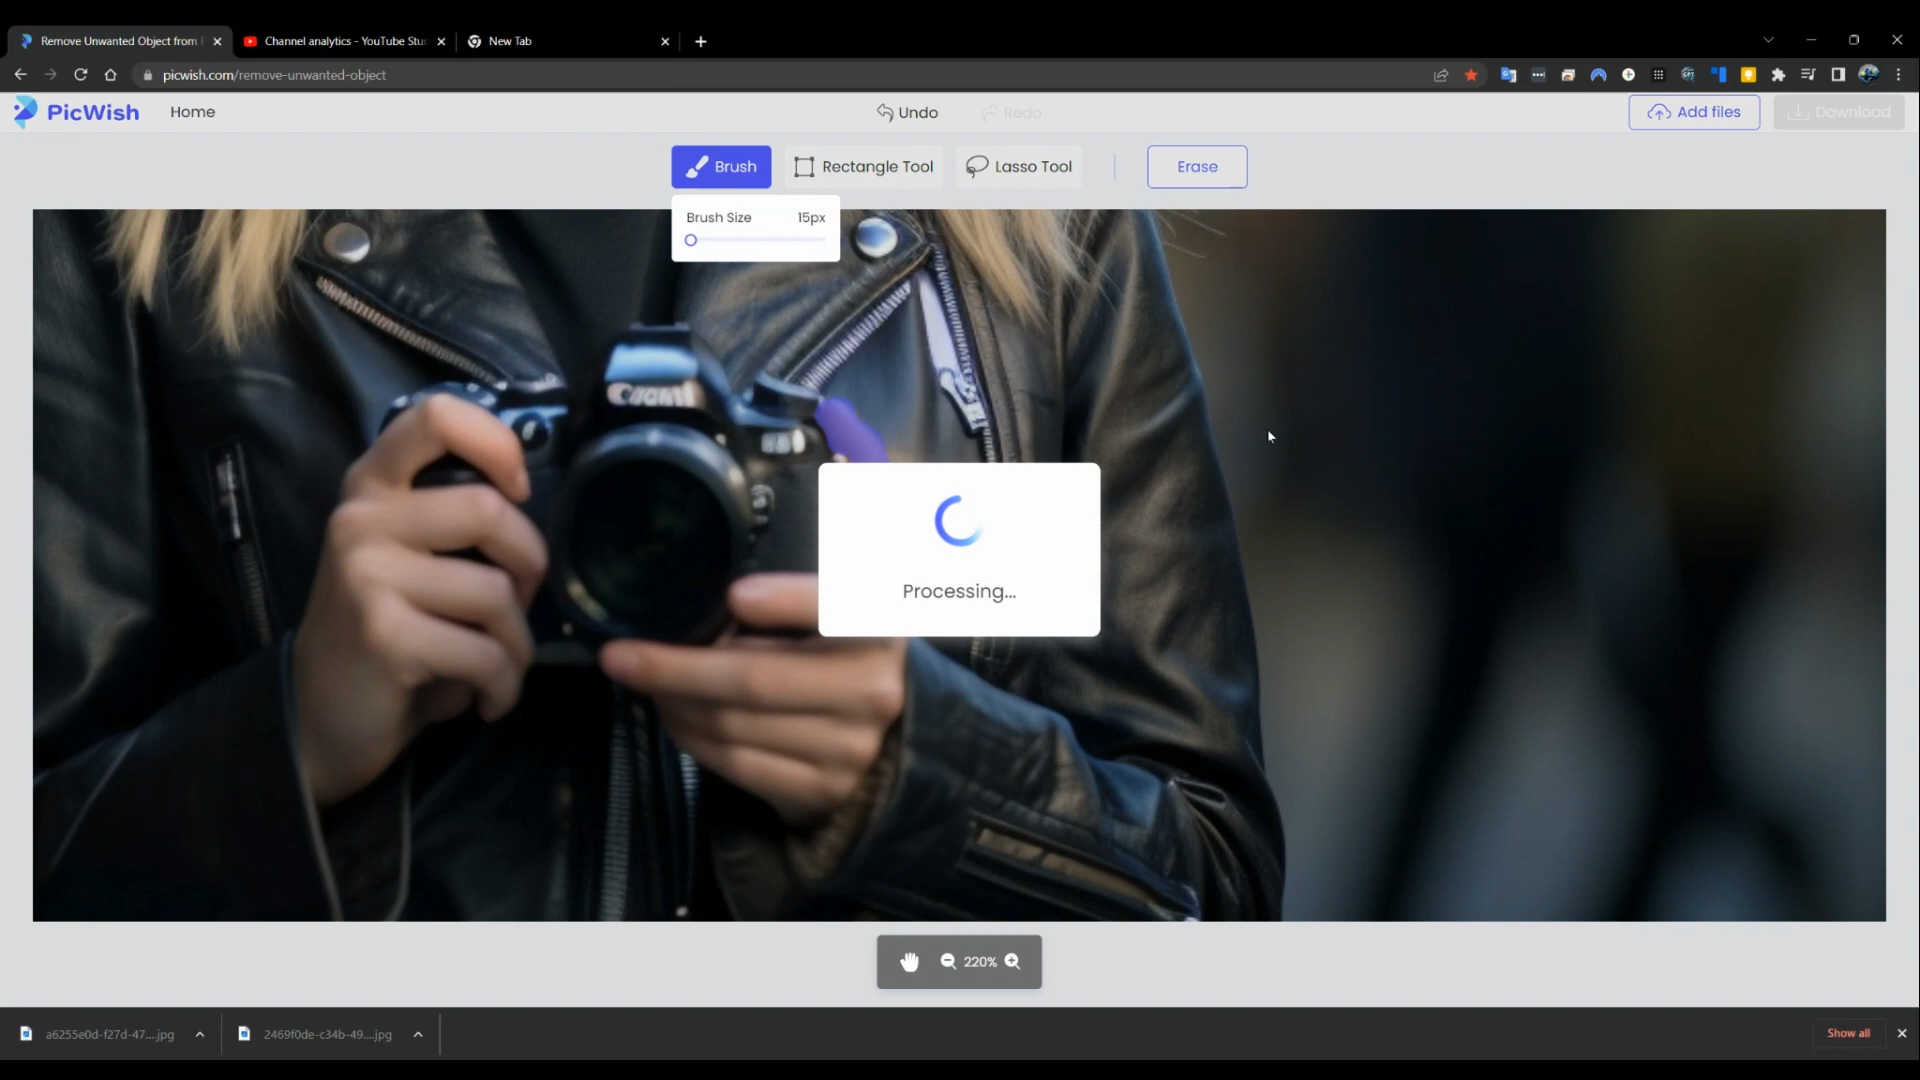 Remove Unwanted Object from
Channel analytics - YouTube Stu
New Tab
picwish.com/remove-unwanted-object
PicWish
Home
Undo
Redo
Add files
Download
Brush
Rectangle Tool
Lasso Tool
Erase
Brush Size
15px
Processing...
220%
a6255e0d-f27d-47....jpg
2469f0de-c34b-49....jpg
Show all